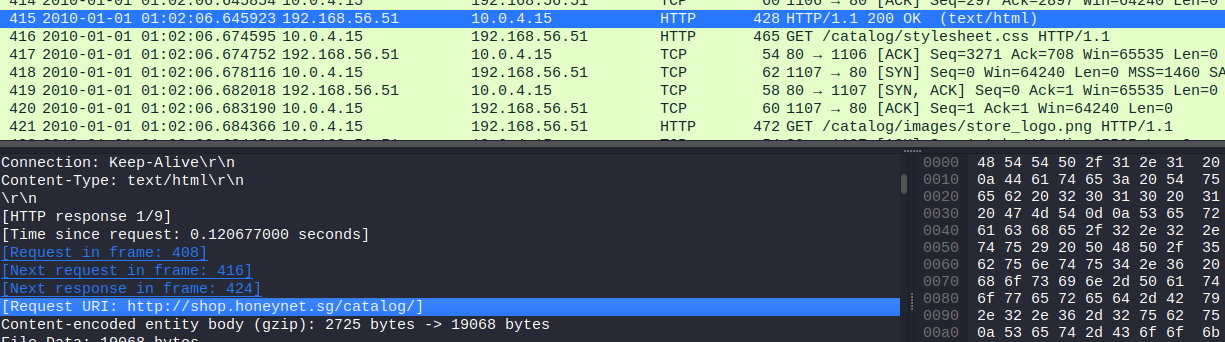 414 2010-01-01 01:02:06.645854 10.0.4.15 192.168.56.51 TCP 60 1106 → 80 [ACK] Seq=297 Ack=2897 Win=64240 Len=0
415 2010-01-01 01:02:06.645923 192.168.56.51 10.0.4.15 HTTP 428 HTTP/1.1 200 OK (text/html)
416 2010-01-01 01:02:06.674595 10.0.4.15 192.168.56.51 HTTP 465 GET /catalog/stylesheet.css HTTP/1.1
417 2010-01-01 01:02:06.674752 192.168.56.51 10.0.4.15 TCP 54 80 → 1106 [ACK] Seq=3271 Ack=708 Win=65535 Len=0
418 2010-01-01 01:02:06.678116 10.0.4.15 192.168.56.51 TCP 62 1107 → 80 [SYN] Seq=0 Win=64240 Len=0 MSS=1460 SA
419 2010-01-01 01:02:06.682018 192.168.56.51 10.0.4.15 TCP 58 80 → 1107 [SYN, ACK] Seq=0 Ack=1 Win=65535 Len=0
420 2010-01-01 01:02:06.683190 10.0.4.15 192.168.56.51 TCP 60 1107 → 80 [ACK] Seq=1 Ack=1 Win=64240 Len=0
421 2010-01-01 01:02:06.684366 10.0.4.15 192.168.56.51 HTTP 472 GET /catalog/images/store_logo.png HTTP/1.1
Connection: Keep-Alive\r\n
Content-Type: text/html\r\n
\r\n
[HTTP response 1/9]
[Time since request: 0.120677000 seconds]
[Request in frame: 408]
[Next request in frame: 416]
[Next response in frame: 424]
[Request URI: http://shop.honeynet.sg/catalog/]
Content-encoded entity body (gzip): 2725 bytes -> 19068 bytes
File Data: 19068 bytes
0000 48 54 54 50 2f 31 2e 31 20
0010 0a 44 61 74 65 3a 20 54 75
0020 65 62 20 32 30 31 30 20 31
0030 20 47 4d 54 0d 0a 53 65 72
0040 61 63 68 65 2f 32 2e 32 2e
0050 74 75 29 20 50 48 50 2f 35
0060 62 75 6e 74 75 34 2e 36 20
0070 68 6f 73 69 6e 2d 50 61 74
0080 6f 77 65 72 65 64 2d 42 79
0090 2e 32 2e 36 2d 32 75 62 75
00a0 0a 53 65 74 2d 43 6f 6f 6b